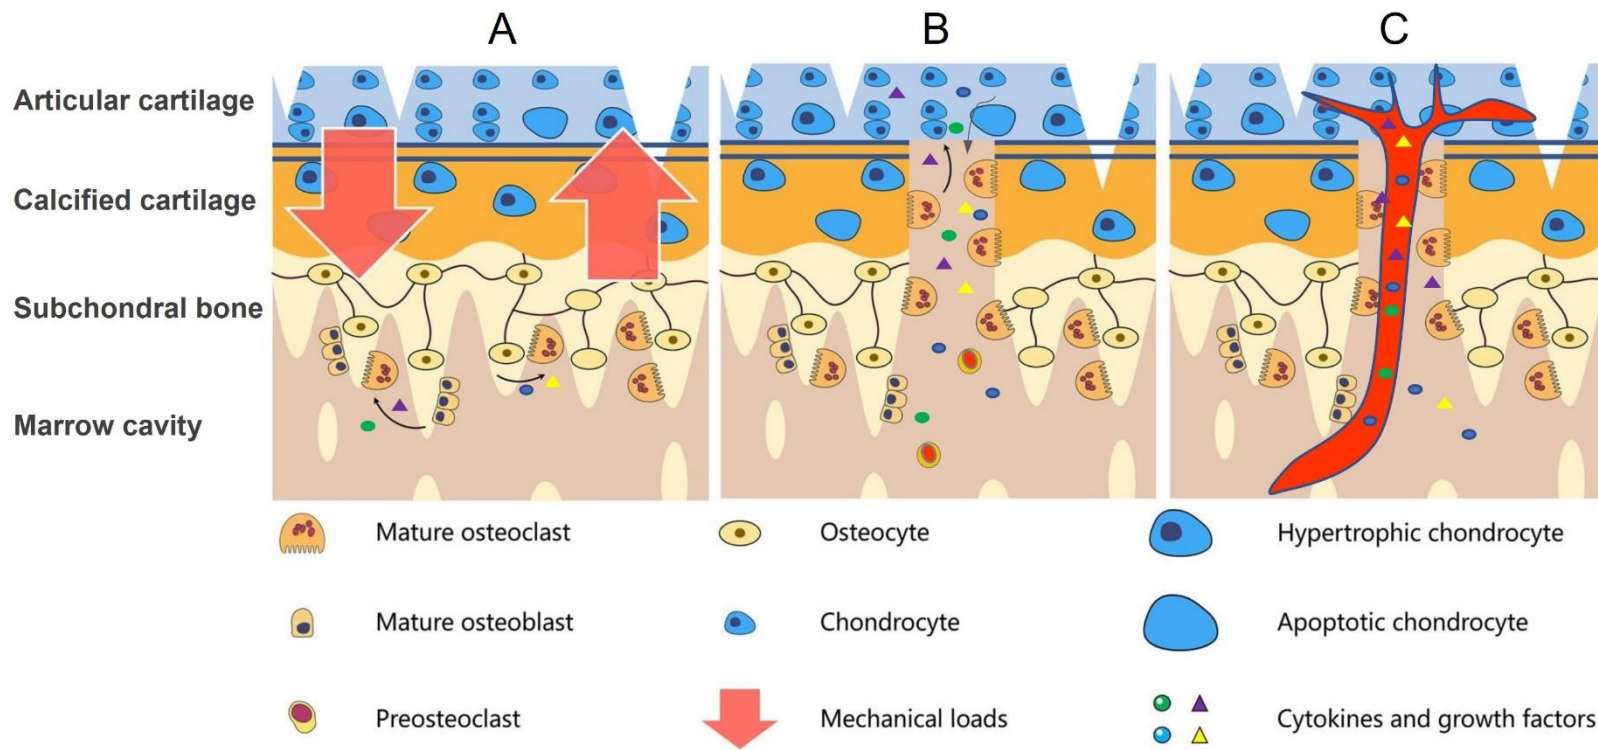 A B C
Articular cartilage
Calcified cartilage
Subchondral bone
Marrow cavity
Mature osteoclast Osteocyte Hypertrophic chondrocyte
Mature osteoblast Chondrocyte Apoptotic chondrocyte
Preosteoclast Mechanical loads Cytokines and growth factors